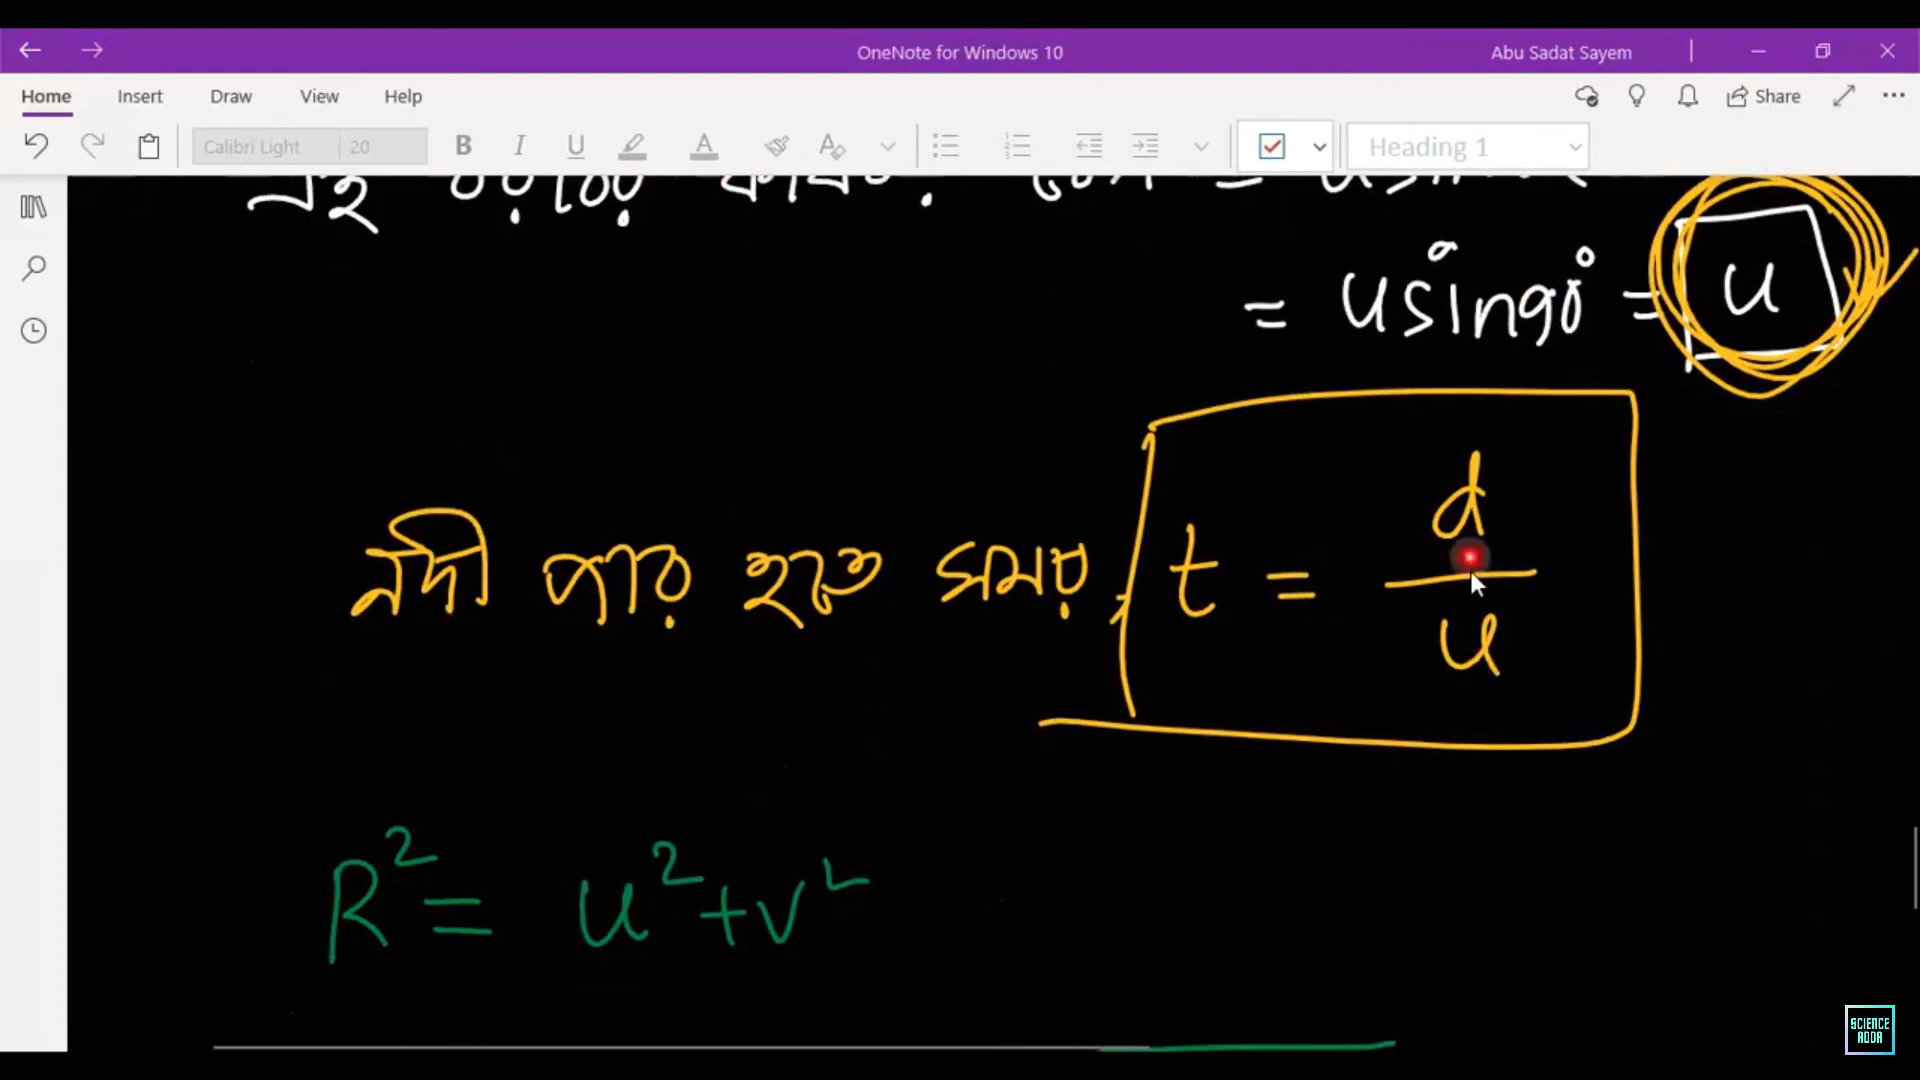 OneNote for Windows 10 Abu Sadat Sayem
Home Insert Draw View Help Share
Calibri Light 20 B I U A Heading 1
= usin90° = u
নদী পার হতে সময়, t = d/u
R² = u² + v²
SCIENCE
ADDA